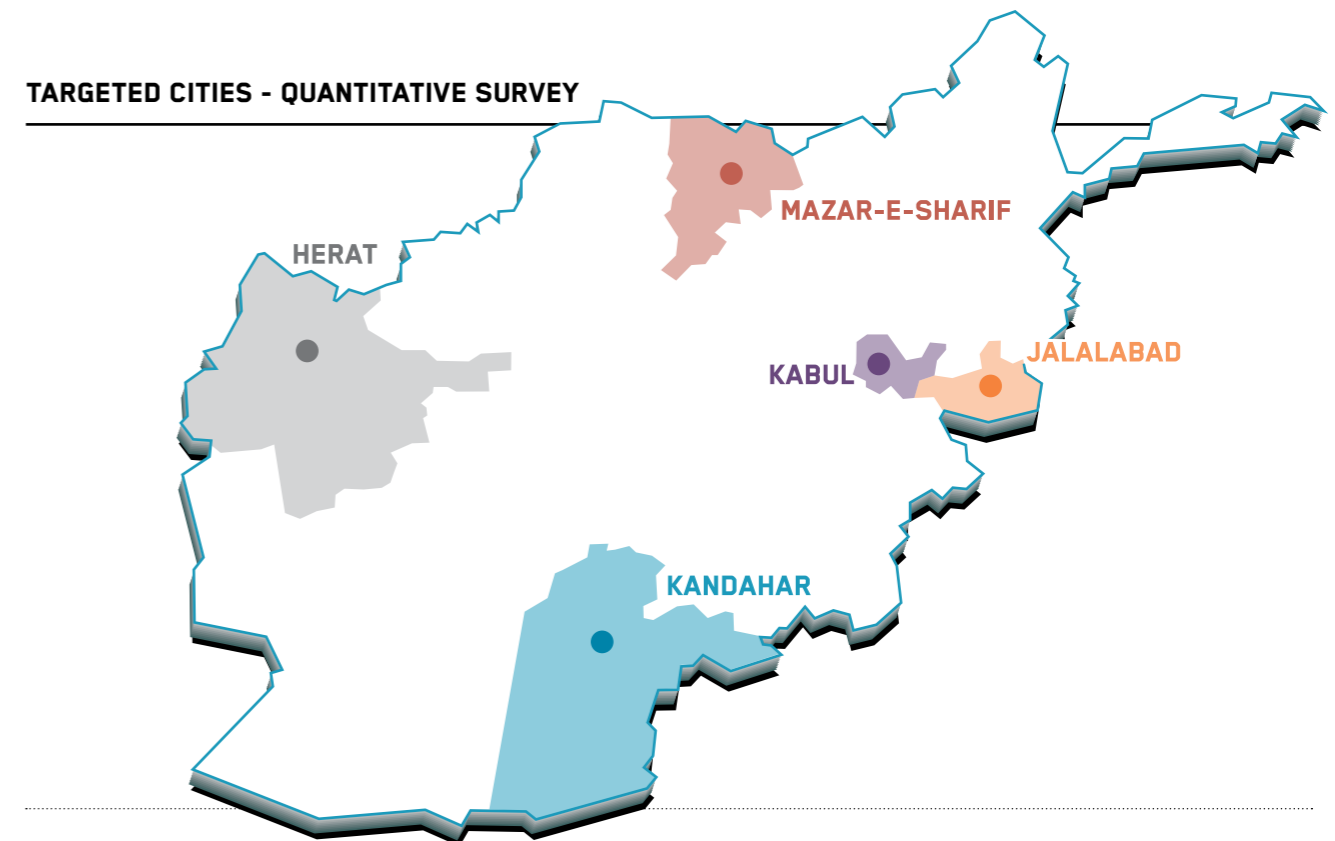 TARGETED CITIES - QUANTITATIVE SURVEY
MAZAR-E-SHARIF
HERAT
JALALABAD
KABUL
KANDAHAR